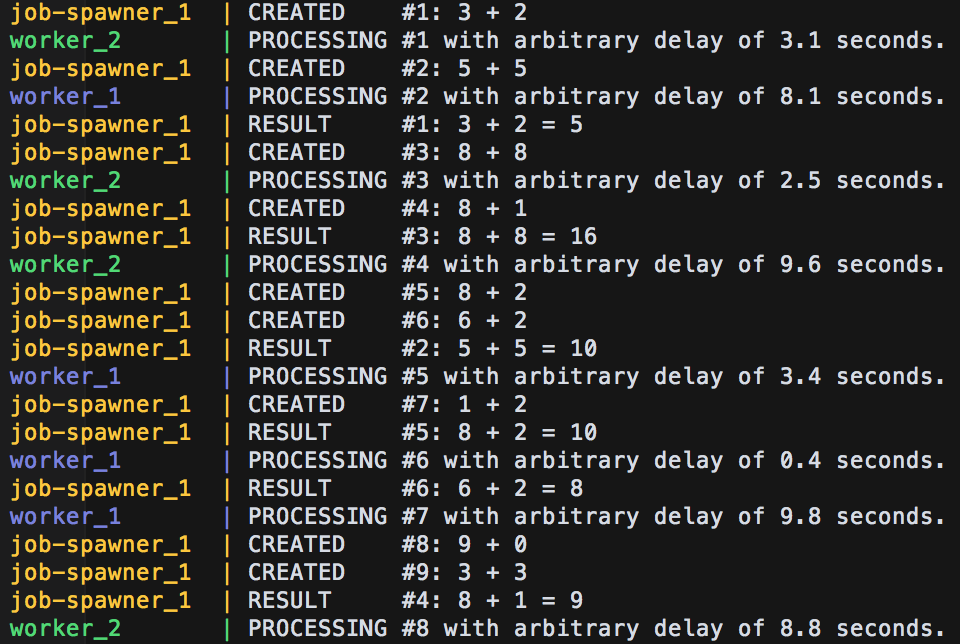 job-spawner_1 | CREATED #1: 3 + 2
worker_2 | PROCESSING #1 with arbitrary delay of 3.1 seconds.
job-spawner_1 | CREATED #2: 5 + 5
worker_1 | PROCESSING #2 with arbitrary delay of 8.1 seconds.
job-spawner_1 | RESULT #1: 3 + 2 = 5
job-spawner_1 | CREATED #3: 8 + 8
worker_2 | PROCESSING #3 with arbitrary delay of 2.5 seconds.
job-spawner_1 | CREATED #4: 8 + 1
job-spawner_1 | RESULT #3: 8 + 8 = 16
worker_2 | PROCESSING #4 with arbitrary delay of 9.6 seconds.
job-spawner_1 | CREATED #5: 8 + 2
job-spawner_1 | CREATED #6: 6 + 2
job-spawner_1 | RESULT #2: 5 + 5 = 10
worker_1 | PROCESSING #5 with arbitrary delay of 3.4 seconds.
job-spawner_1 | CREATED #7: 1 + 2
job-spawner_1 | RESULT #5: 8 + 2 = 10
worker_1 | PROCESSING #6 with arbitrary delay of 0.4 seconds.
job-spawner_1 | RESULT #6: 6 + 2 = 8
worker_1 | PROCESSING #7 with arbitrary delay of 9.8 seconds.
job-spawner_1 | CREATED #8: 9 + 0
job-spawner_1 | CREATED #9: 3 + 3
job-spawner_1 | RESULT #4: 8 + 1 = 9
worker_2 | PROCESSING #8 with arbitrary delay of 8.8 seconds.